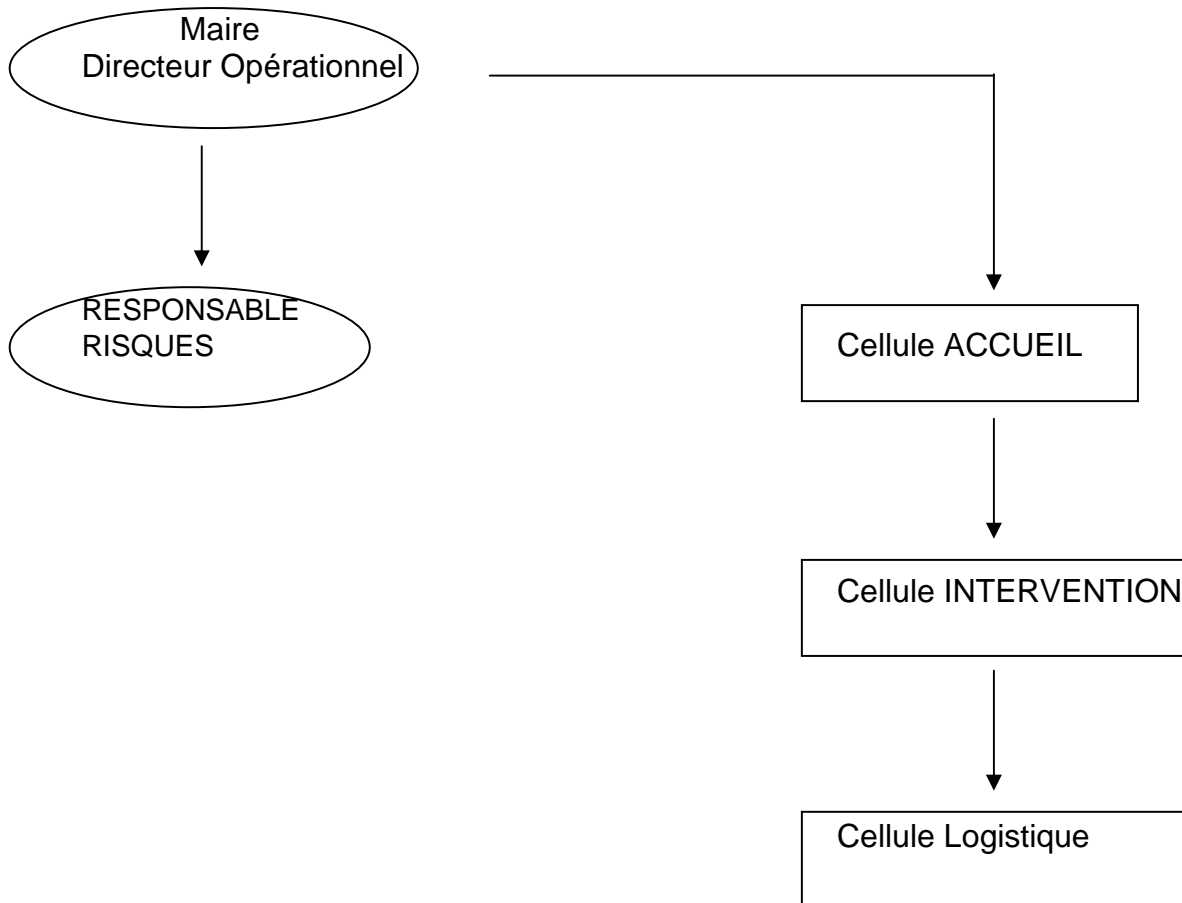 Maire
Directeur Opérationnel
RESPONSABLE
RISQUES
Cellule ACCUEIL
Cellule INTERVENTION
Cellule Logistique